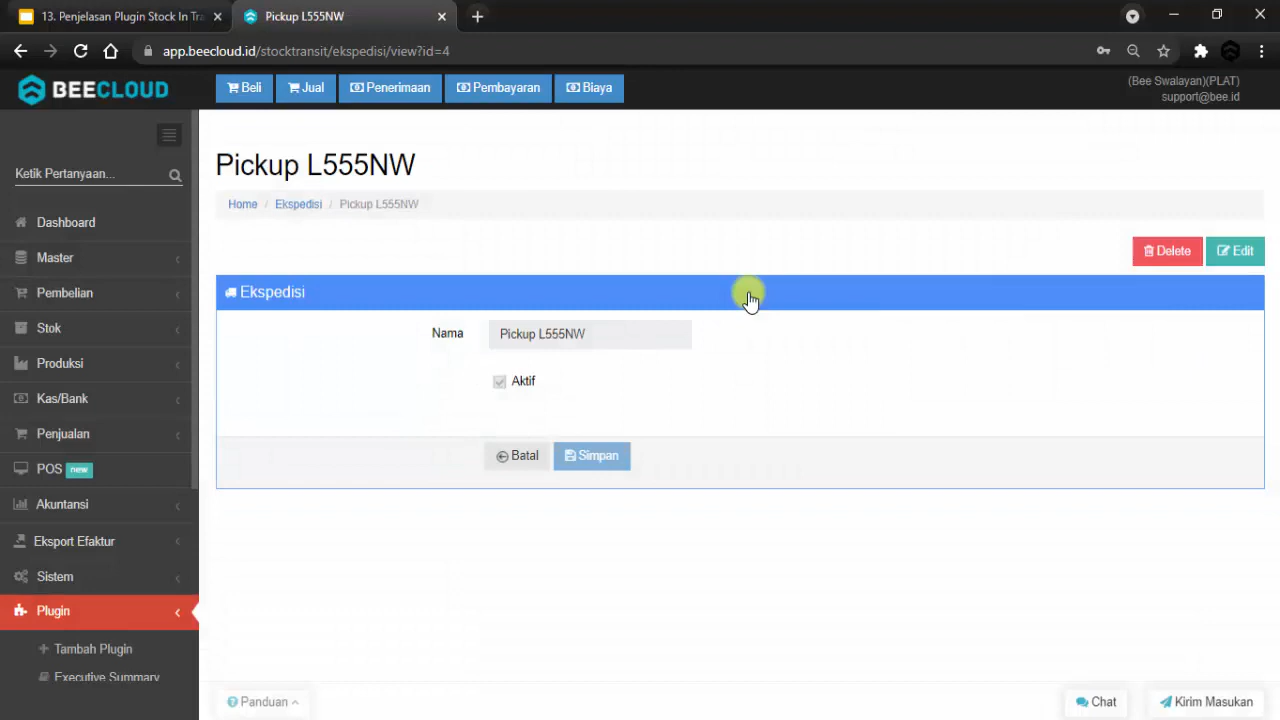 13. Penjelasan Plugin Stock In Tra
Pickup L555NW
app.beecloud.id/stocktransit/ekspedisi/view?id=4
BEECLOUD
Beli
Jual
Penerimaan
Pembayaran
Biaya
(Bee Swalayan)(PLAT)
support@bee.id
Ketik Pertanyaan...
Dashboard
Master
Pembelian
Stok
Produksi
Kas/Bank
Penjualan
POS new
Akuntansi
Eksport Efaktur
Sistem
Plugin
Tambah Plugin
Executive Summary
Pickup L555NW
Home / Ekspedisi / Pickup L555NW
Delete
Edit
Ekspedisi
Nama
Pickup L555NW
Aktif
Batal
Simpan
Panduan
Chat
Kirim Masukan